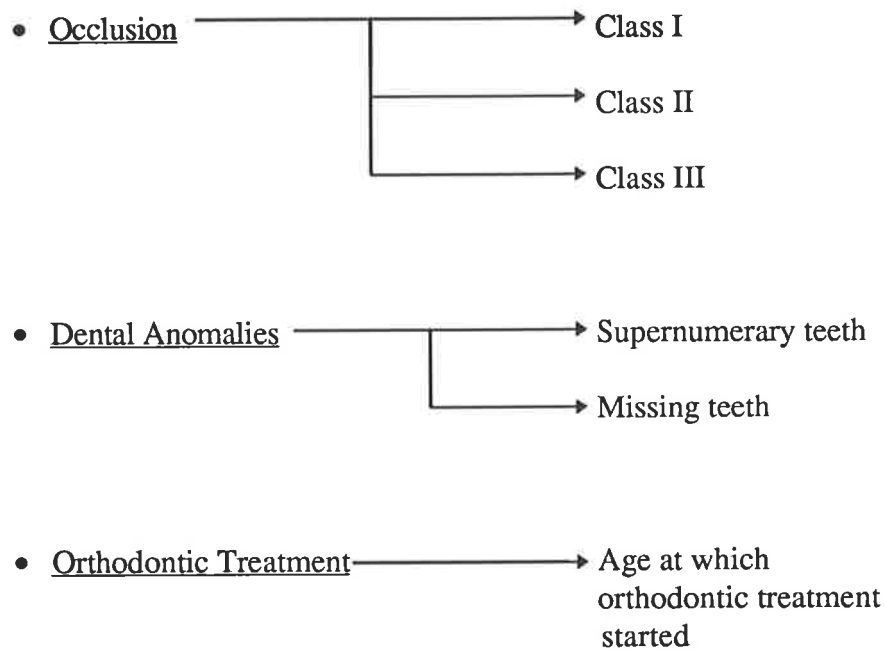 • Occlusion
Class I
Class II
Class III
• Dental Anomalies
Supernumerary teeth
Missing teeth
• Orthodontic Treatment
Age at which
orthodontic treatment
started